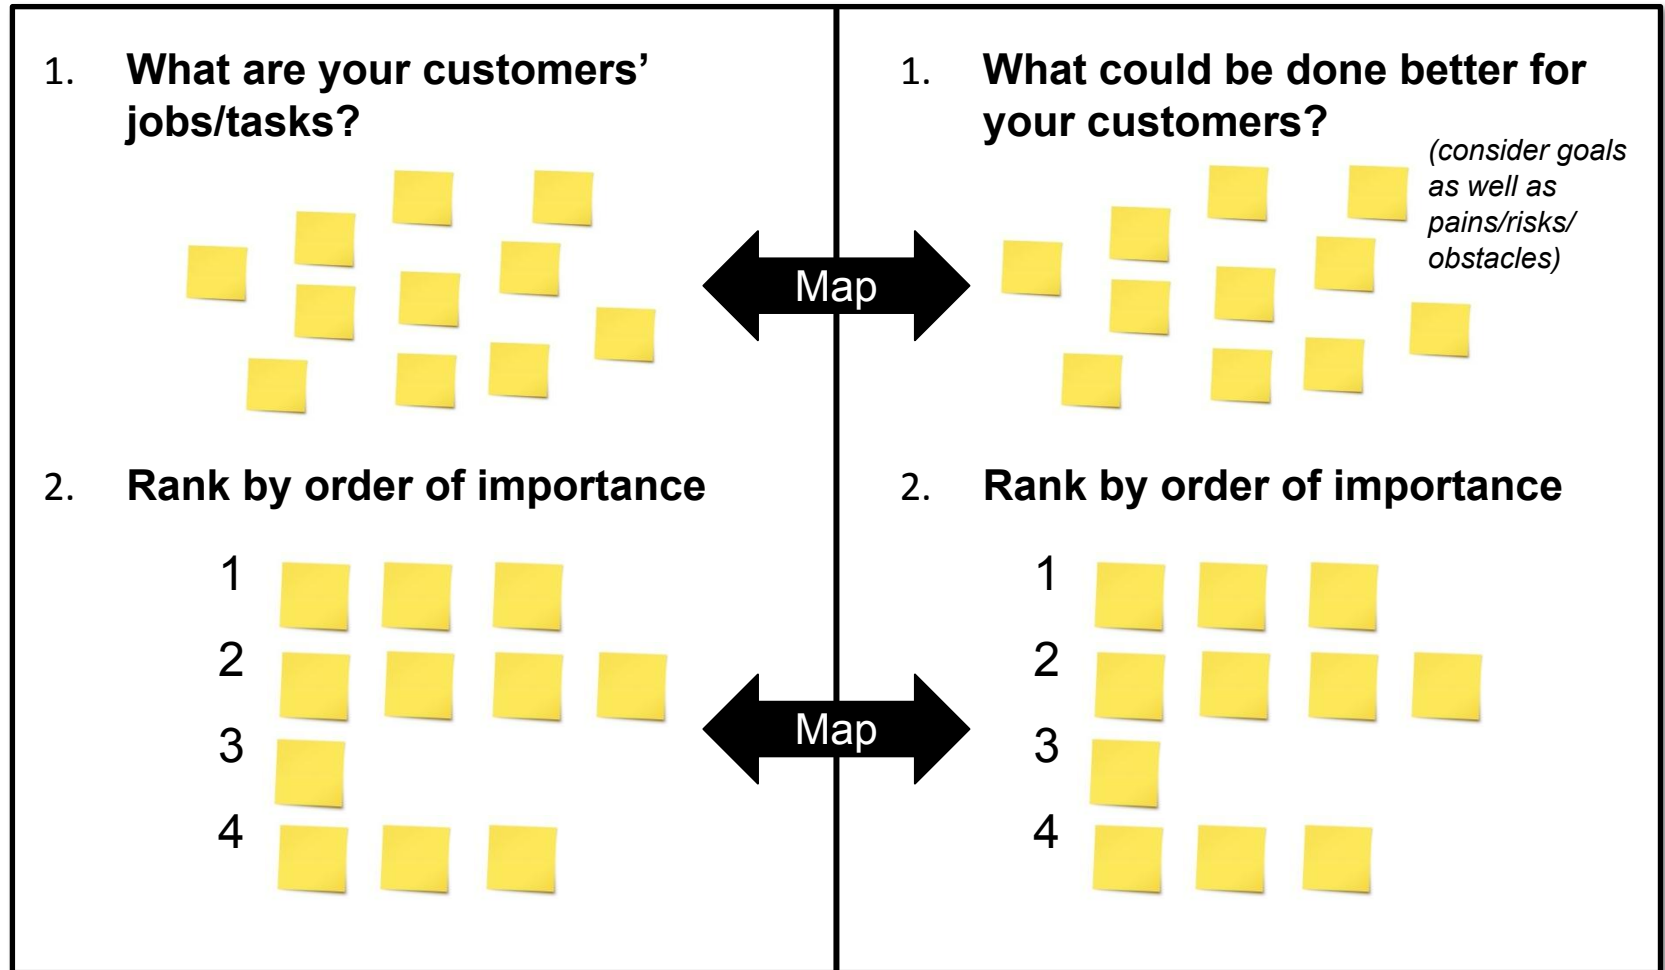 1. What are your customers’
jobs/tasks?
Map
2. Rank by order of importance
1
2
3
4
Map
1. What could be done better for
your customers?
(consider goals
as well as
pains/risks/
obstacles)
2. Rank by order of importance
1
2
3
4